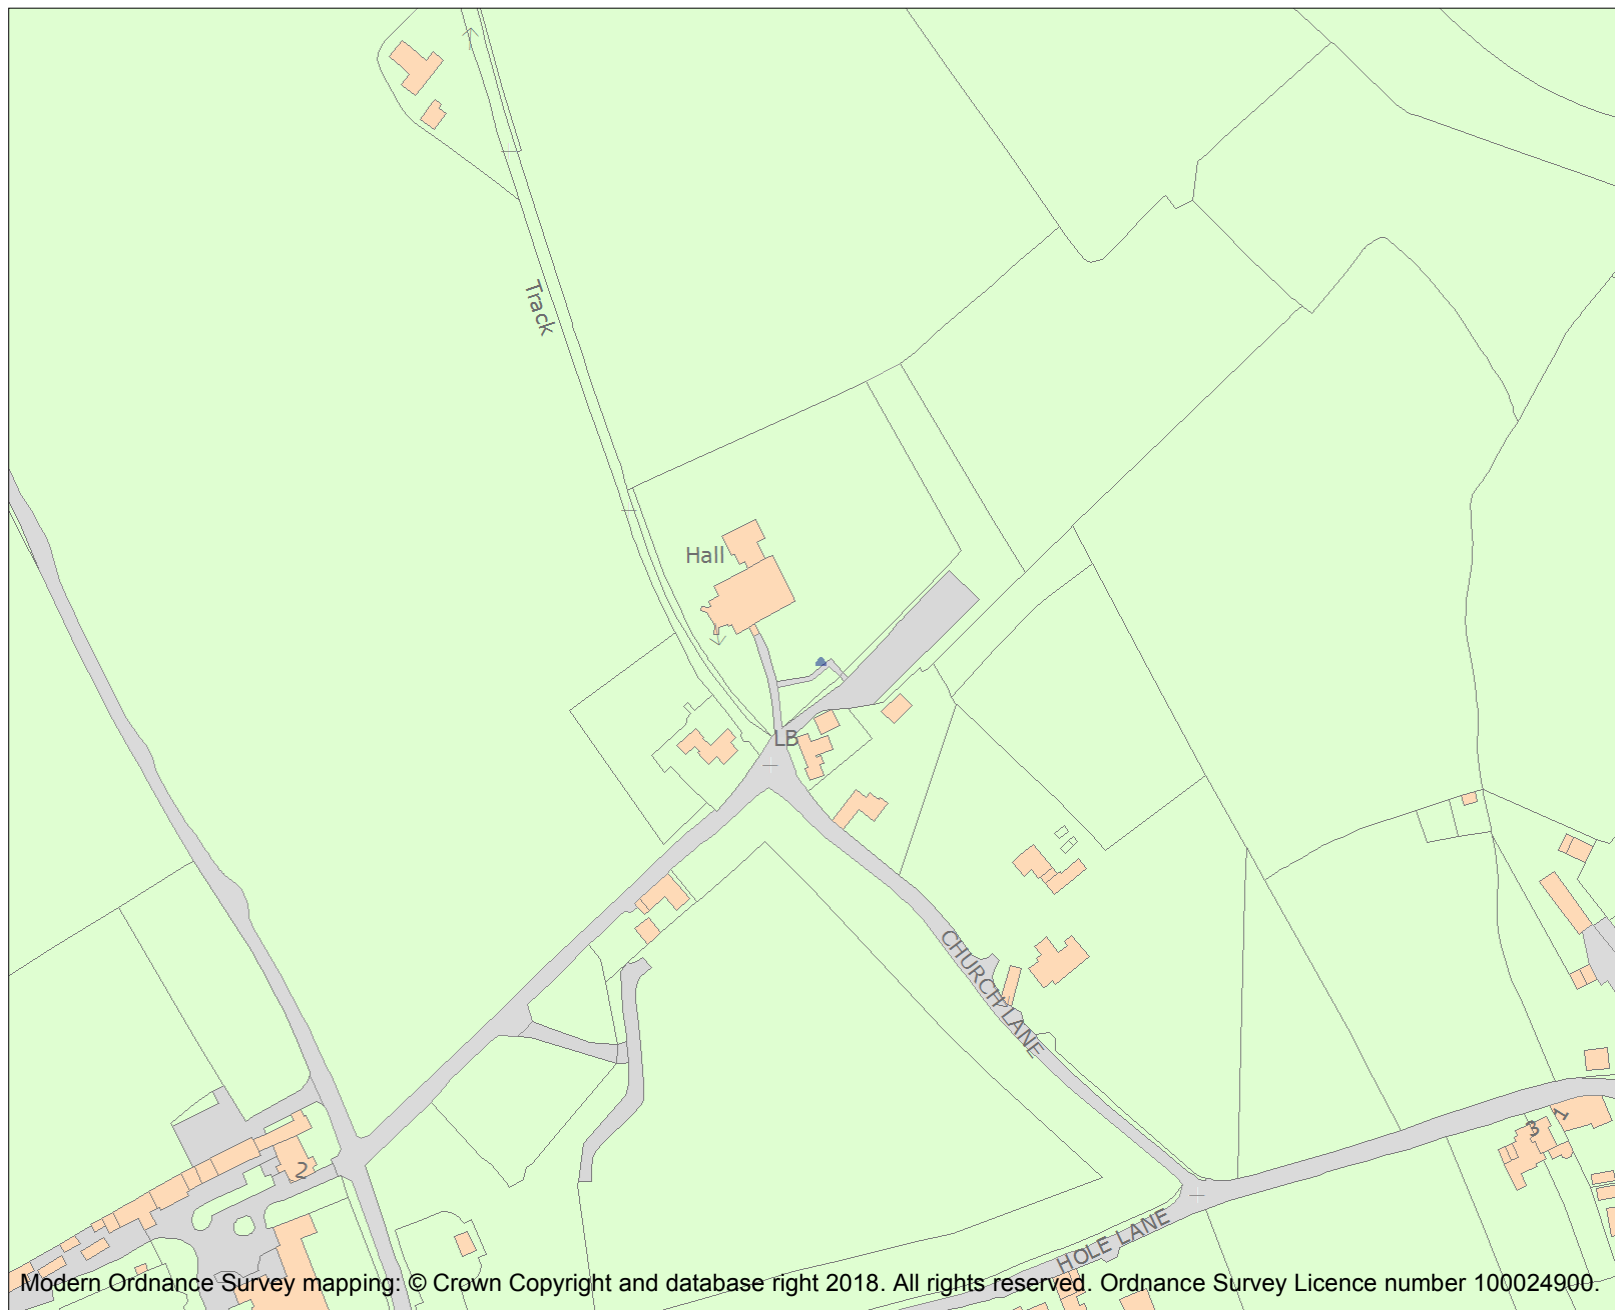 Track
Hall
LB
CHURCH LANE
2
3
1
HOLE LANE
Modern Ordnance Survey mapping: © Crown Copyright and database right 2018. All rights reserved. Ordnance Survey Licence number 100024900.